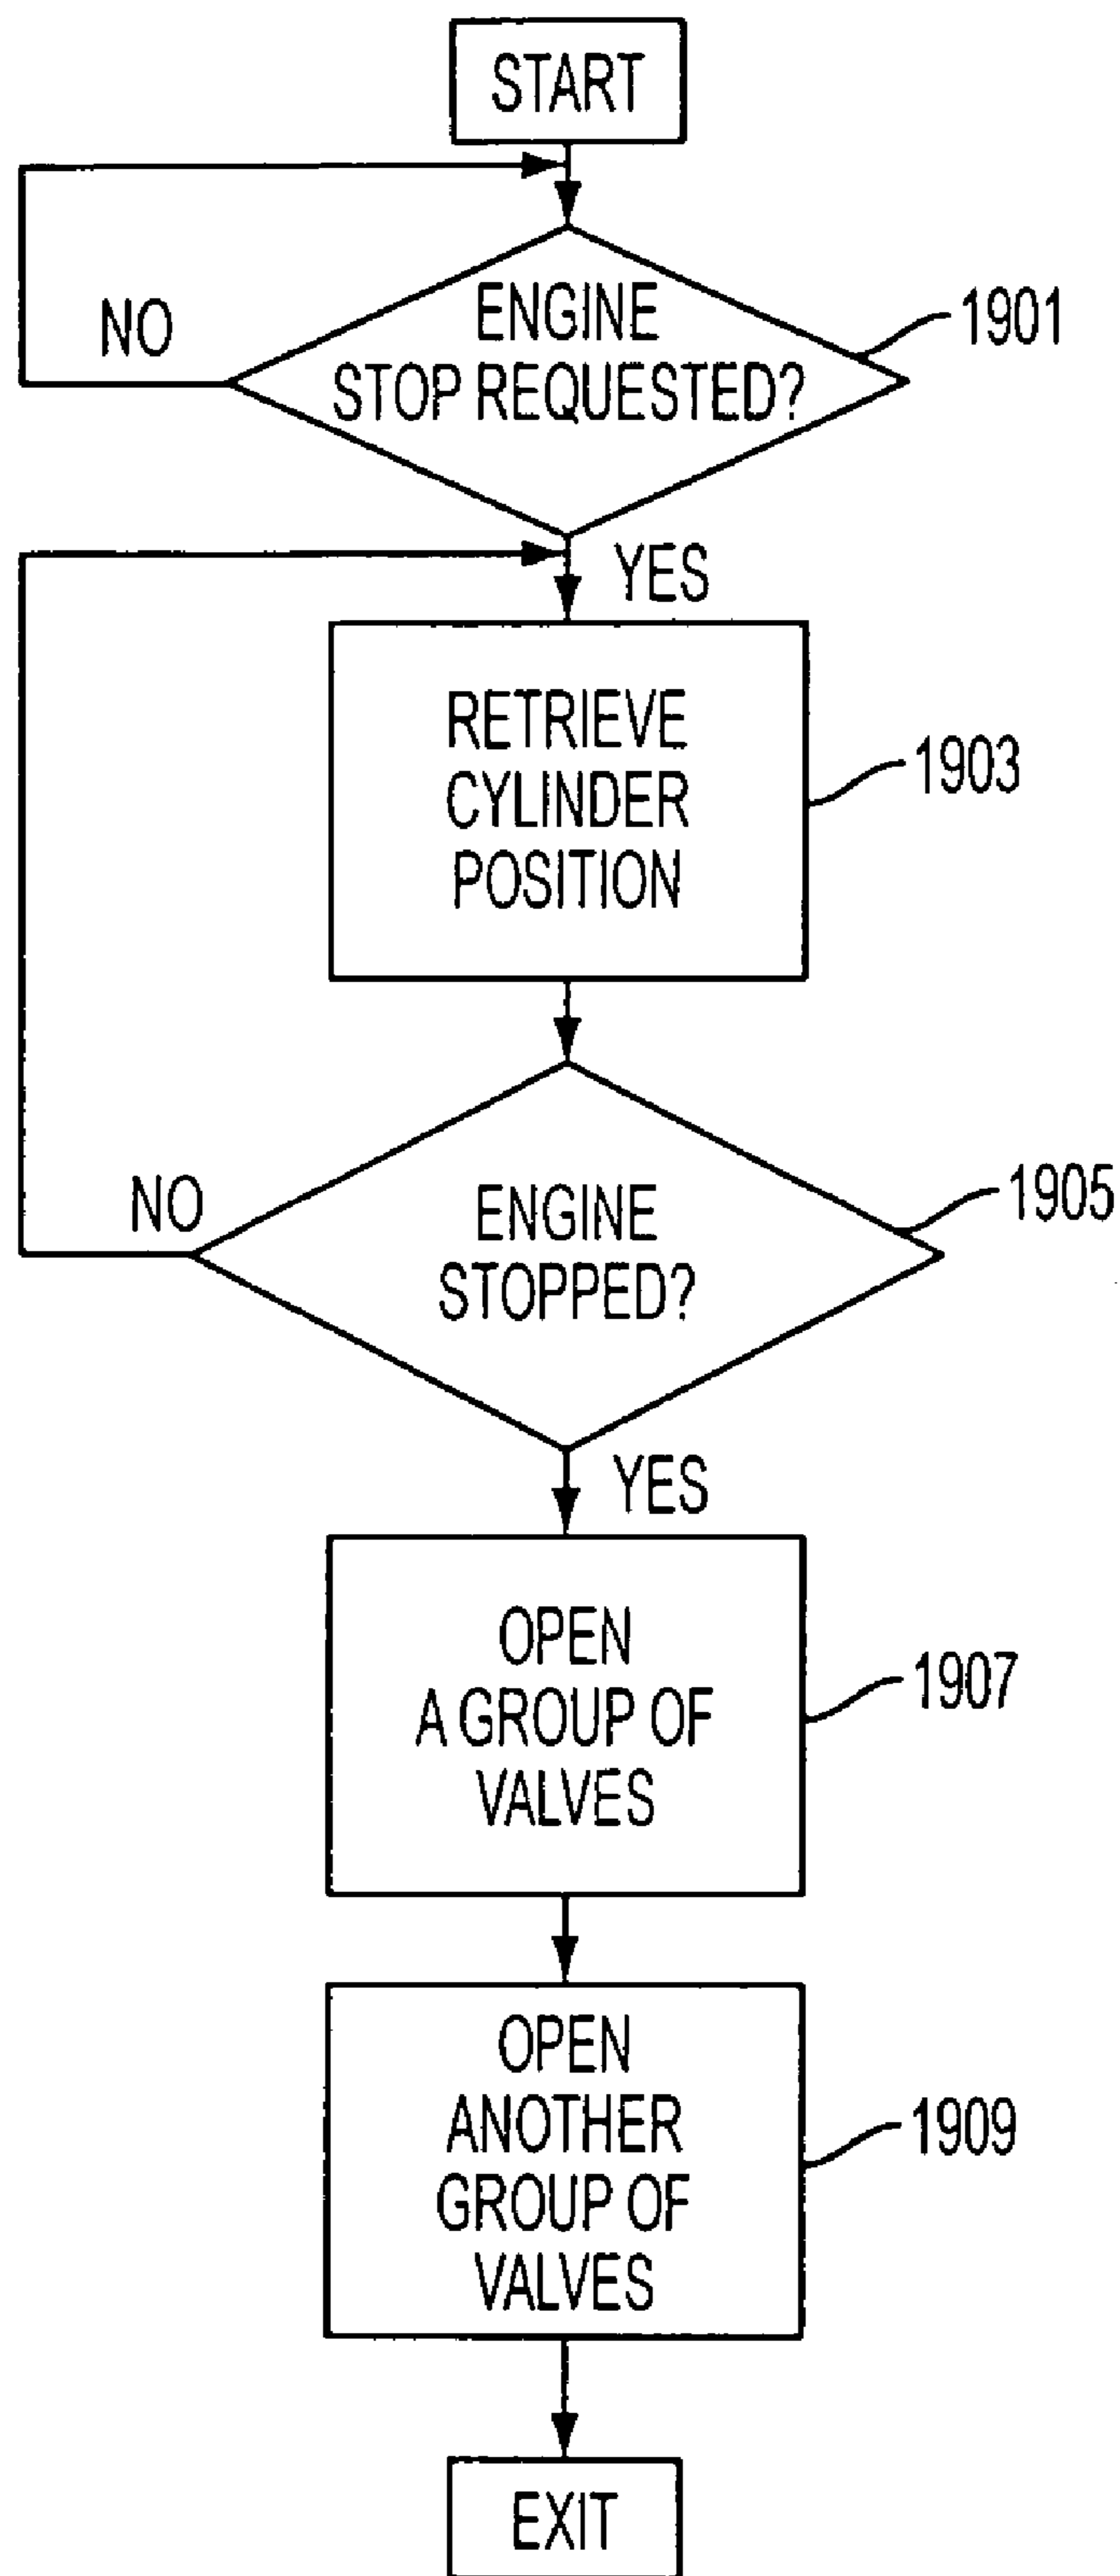 START
NO
ENGINE
STOP REQUESTED?
1901
YES
RETRIEVE
CYLINDER
POSITION
1903
NO
ENGINE
STOPPED?
1905
YES
OPEN
A GROUP OF
VALVES
1907
OPEN
ANOTHER
GROUP OF
VALVES
1909
EXIT